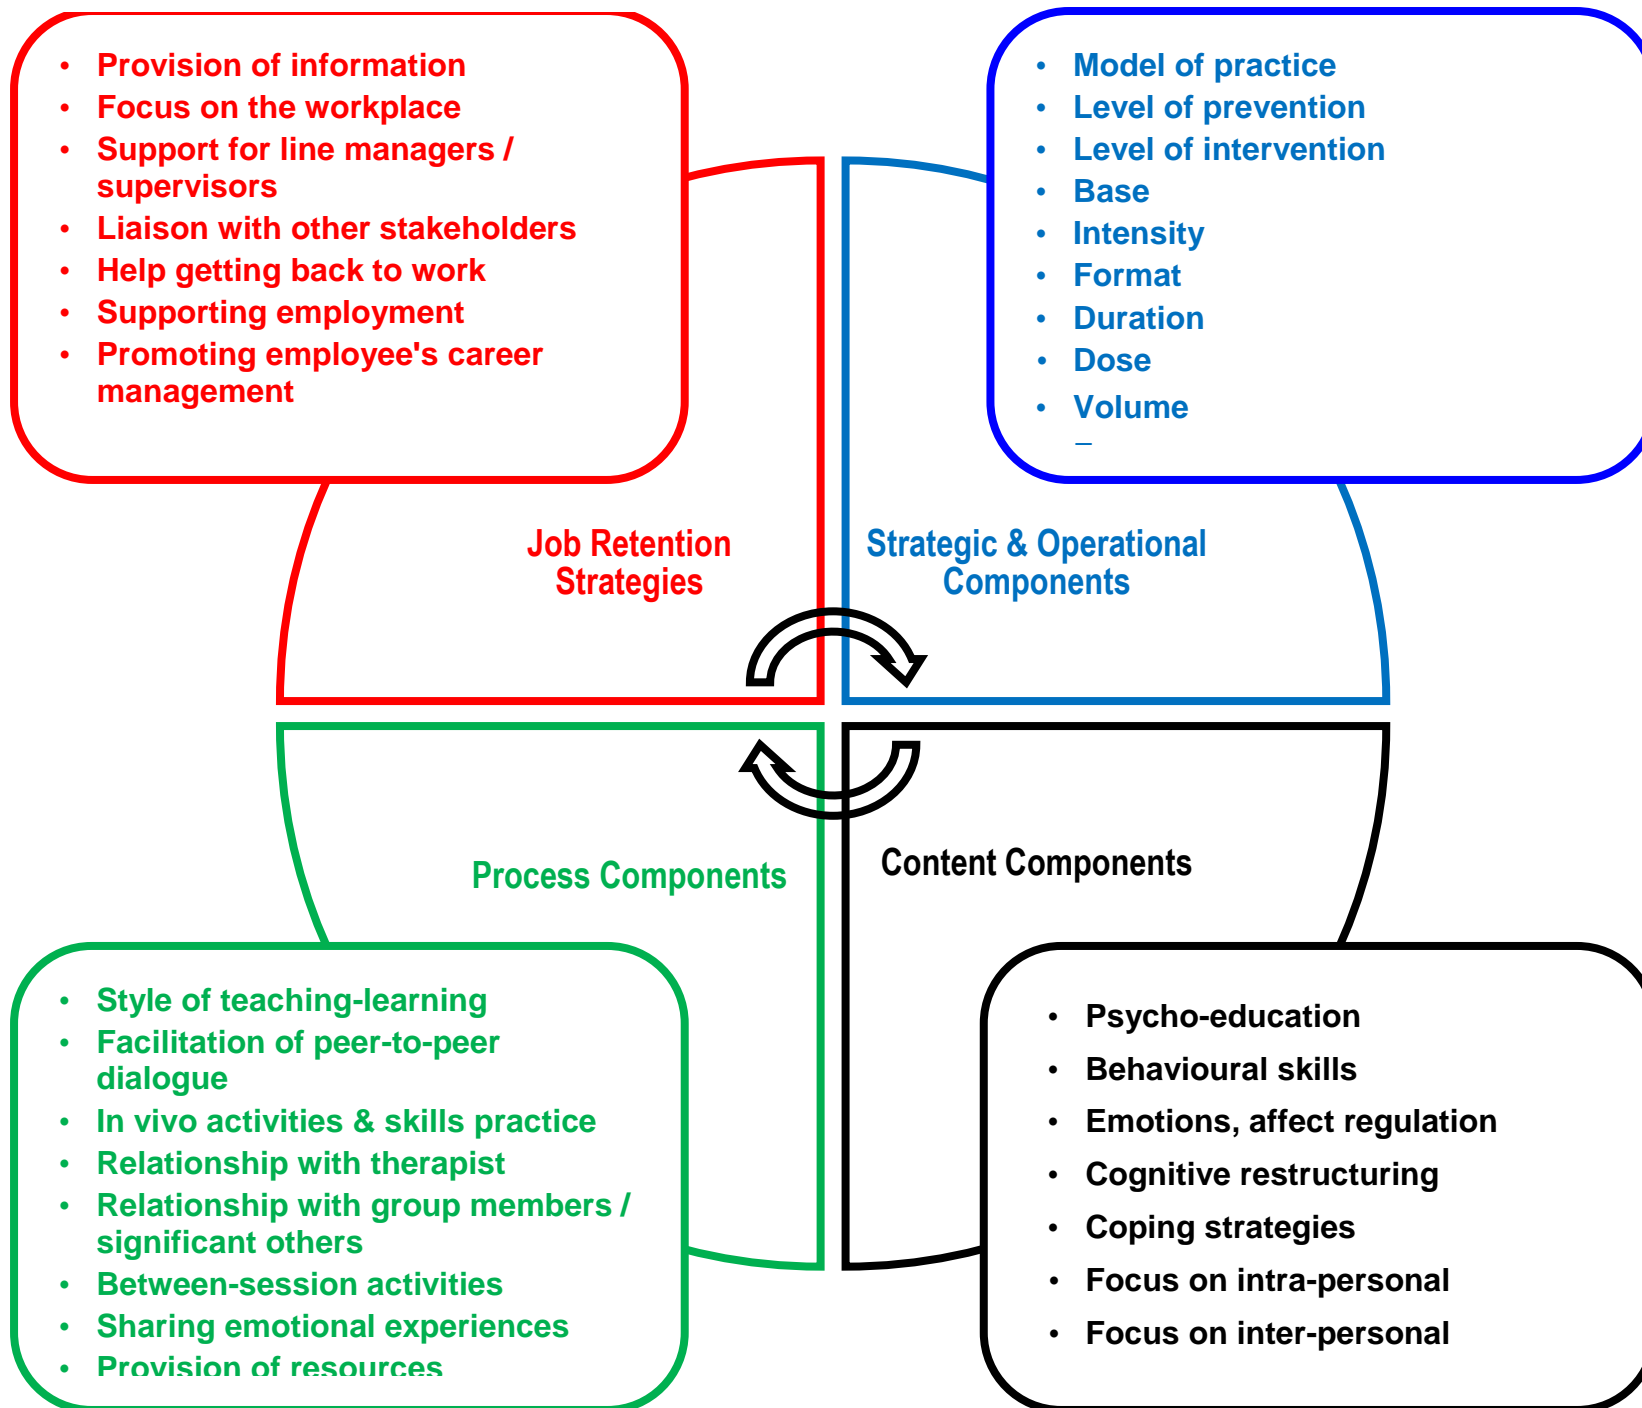 • Provision of information
• Focus on the workplace
• Support for line managers /
supervisors
• Liaison with other stakeholders
• Help getting back to work
• Supporting employment
• Promoting employee's career
management
• Model of practice
• Level of prevention
• Level of intervention
• Base
• Intensity
• Format
• Duration
• Dose
• Volume
Job Retention
Strategies
Strategic & Operational
Components
Process Components
Content Components
• Style of teaching-learning
• Facilitation of peer-to-peer
dialogue
• In vivo activities & skills practice
• Relationship with therapist
• Relationship with group members /
significant others
• Between-session activities
• Sharing emotional experiences
• Provision of resources
• Psycho-education
• Behavioural skills
• Emotions, affect regulation
• Cognitive restructuring
• Coping strategies
• Focus on intra-personal
• Focus on inter-personal